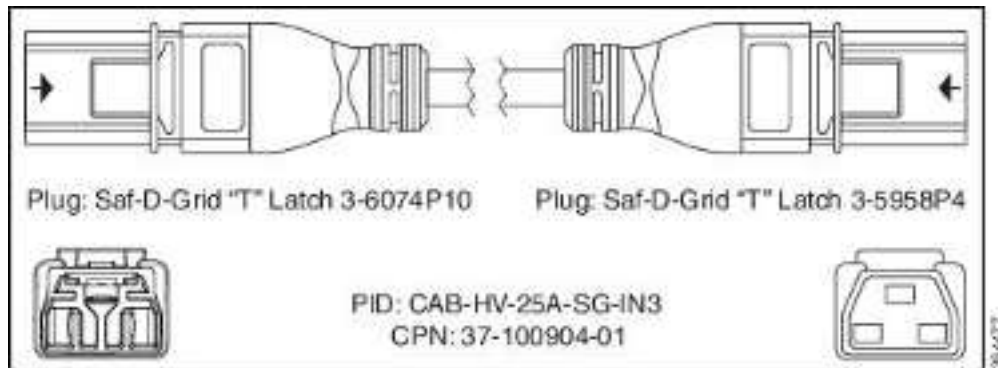 Plug: Saf-D-Grid "T" Latch 3-6074P10
Plug: Saf-D-Grid "T" Latch 3-5958P4
PID: CAB-HV-25A-SG-IN3
CPN: 37-100904-01